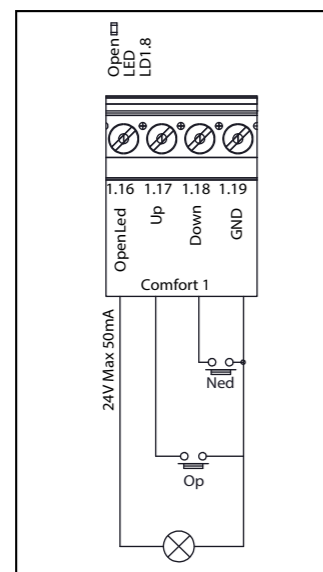 Open
LED
LD1.8
1.16 1.17 1.18 1.19
OpenLed
Up
Down
GND
Comfort 1
24V Max 50mA
Ned
Op